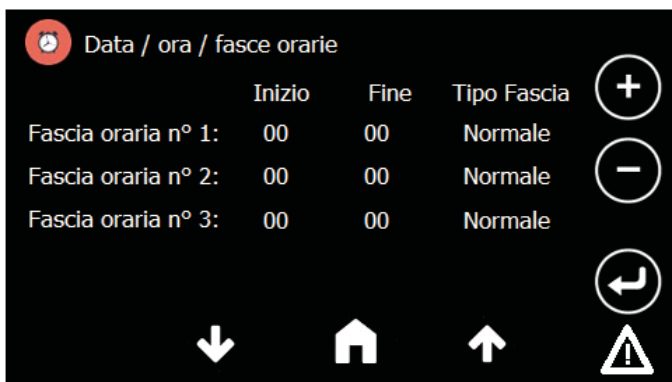 Data / ora / fasce orarie
Inizio Fine Tipo Fascia
Fascia oraria n° 1: 00 00 Normale
Fascia oraria n° 2: 00 00 Normale
Fascia oraria n° 3: 00 00 Normale